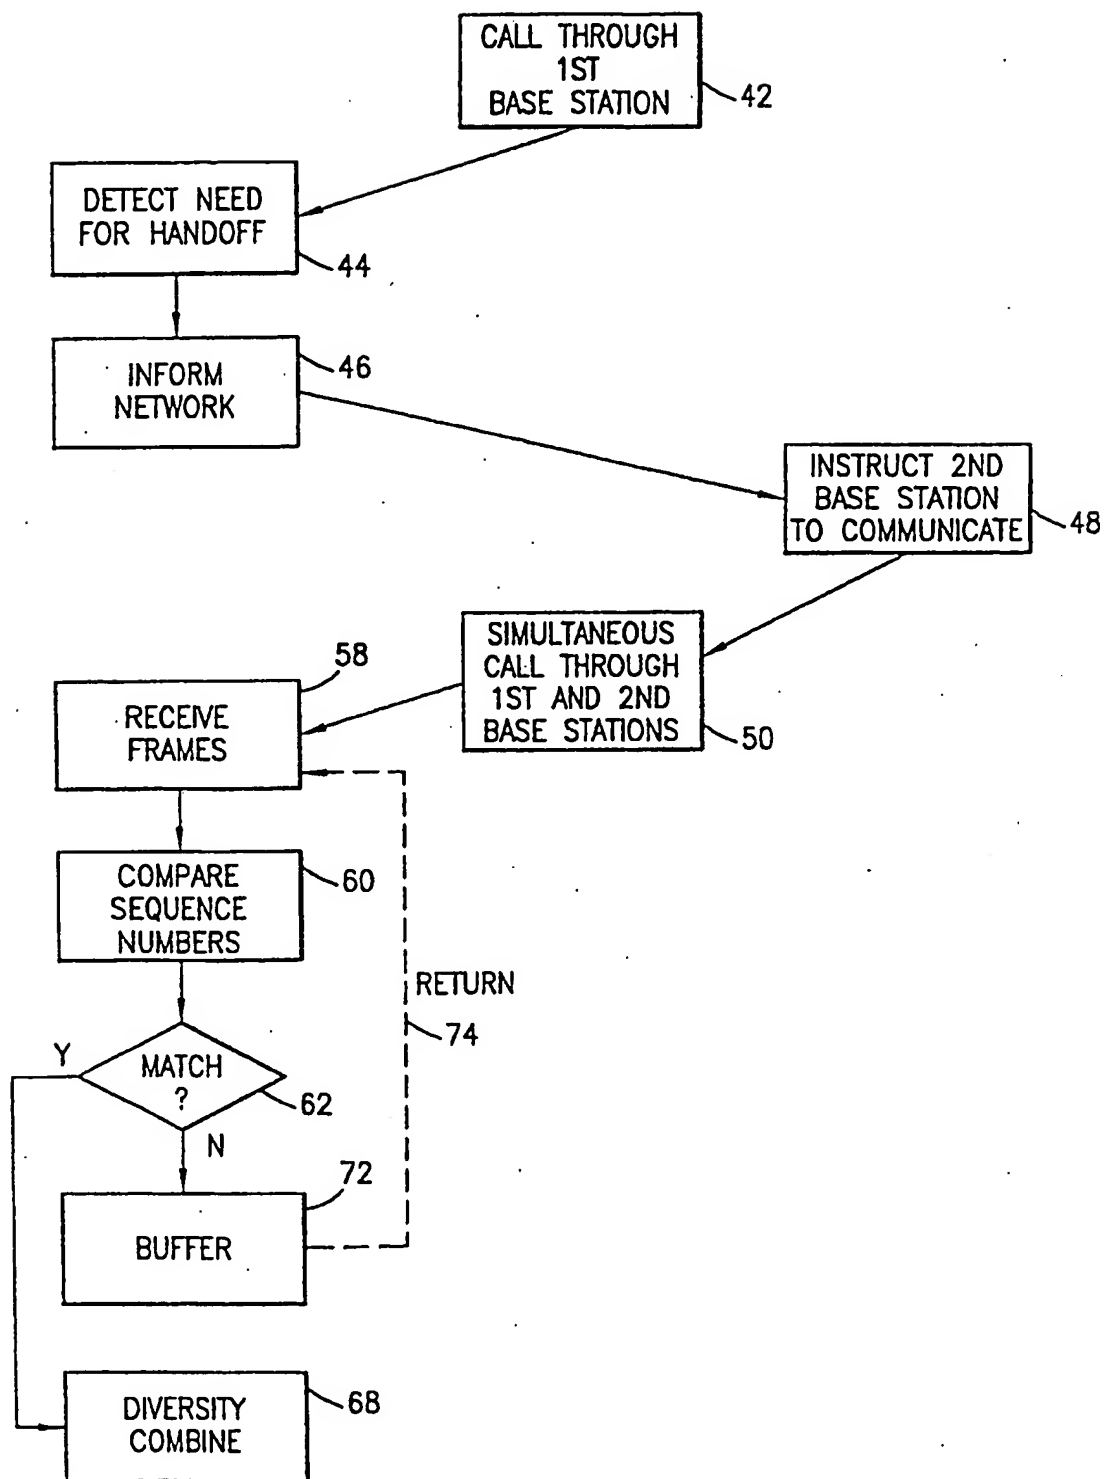 CALL THROUGH
1ST
BASE STATION
42
DETECT NEED
FOR HANDOFF
44
INFORM
NETWORK
46
INSTRUCT 2ND
BASE STATION
TO COMMUNICATE
48
SIMULTANEOUS
CALL THROUGH
1ST AND 2ND
BASE STATIONS
50
58
RECEIVE
FRAMES
COMPARE
SEQUENCE
NUMBERS
60
RETURN
74
Y
MATCH
?
62
N
72
BUFFER
68
DIVERSITY
COMBINE